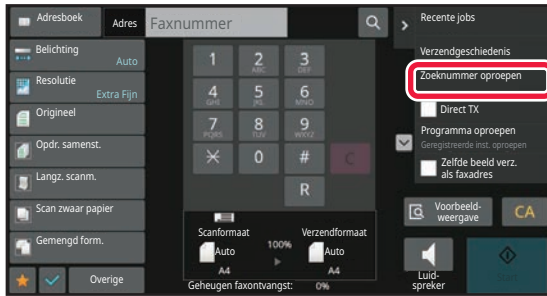 Adresboek
Adres
Faxnummer
Belichting
Auto
Resolutie
Extra Fijn
Origineel
Opdr. samenst.
Langz. scanm.
Scan zwaar papier
Gemengd form.
Overige
1
2
ABC
3
DEF
4
GHI
5
JKL
6
MNO
7
PQRS
8
TUV
9
WXYZ
0
#
C
R
Scanformaat
Auto
A4
100%
Verzendformaat
Auto
A4
Geheugen faxontvangst: 0%
Recente jobs
Verzendgeschiedenis
Zoeknummer oproepen
Direct TX
Programma oproepen
Geregistreerde inst. oproepen
Zelfde beeld verz.
als faxadres
Voorbeeld-
weergave
CA
Luid-
spreker
Start